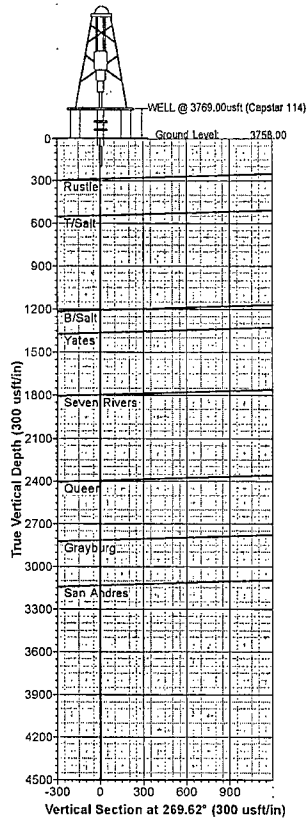 WELL @ 3769.00usft (Capstar 114)
Ground Level: 3758.00
0
300
Rustle
T/Salt
600
900
1200
B/Salt
Yates
1500
1800
Seven Rivers
2100
2400
Queer
2700
Grayburg
3000
San Andres
3300
3600
3900
4200
4500
True Vertical Depth (300 usft/in)
-300 0 300 600 900
Vertical Section at 269.62° (300 usft/in)